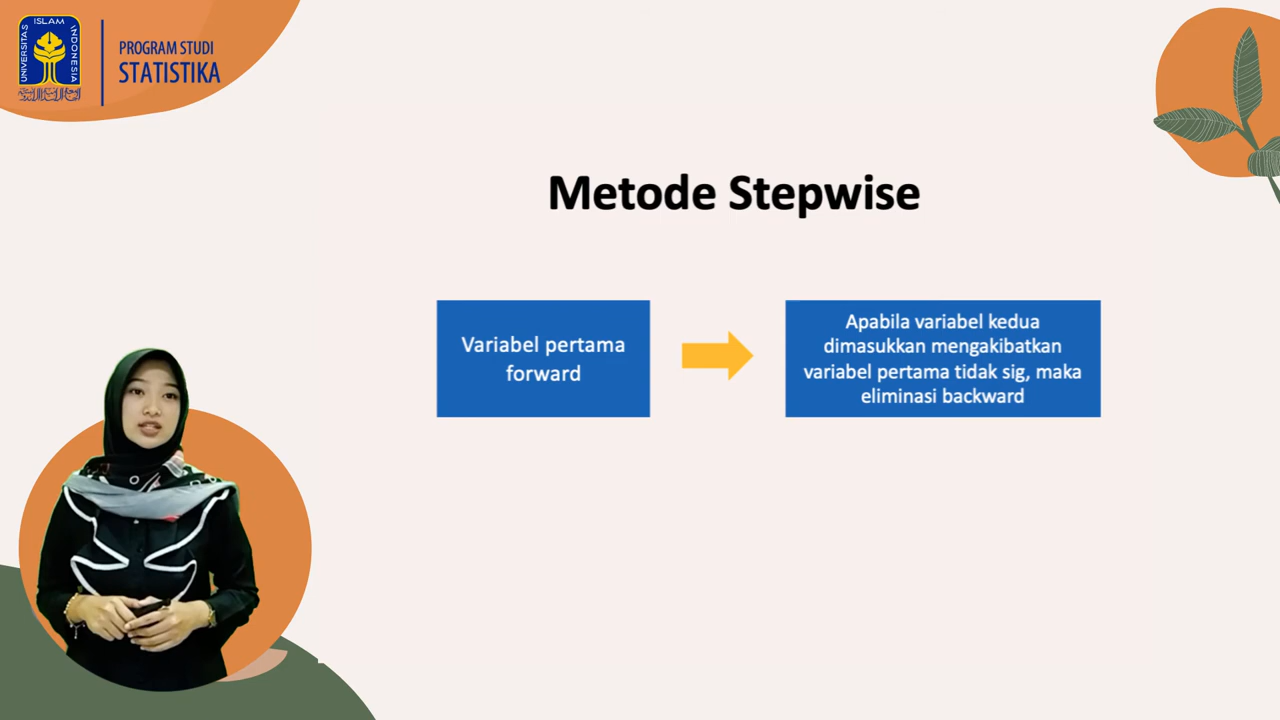 UNIVERSITAS ISLAM INDONESIA
PROGRAM STUDI
STATISTIKA
Metode Stepwise
Variabel pertama
forward
Apabila variabel kedua
dimasukkan mengakibatkan
variabel pertama tidak sig, maka
eliminasi backward